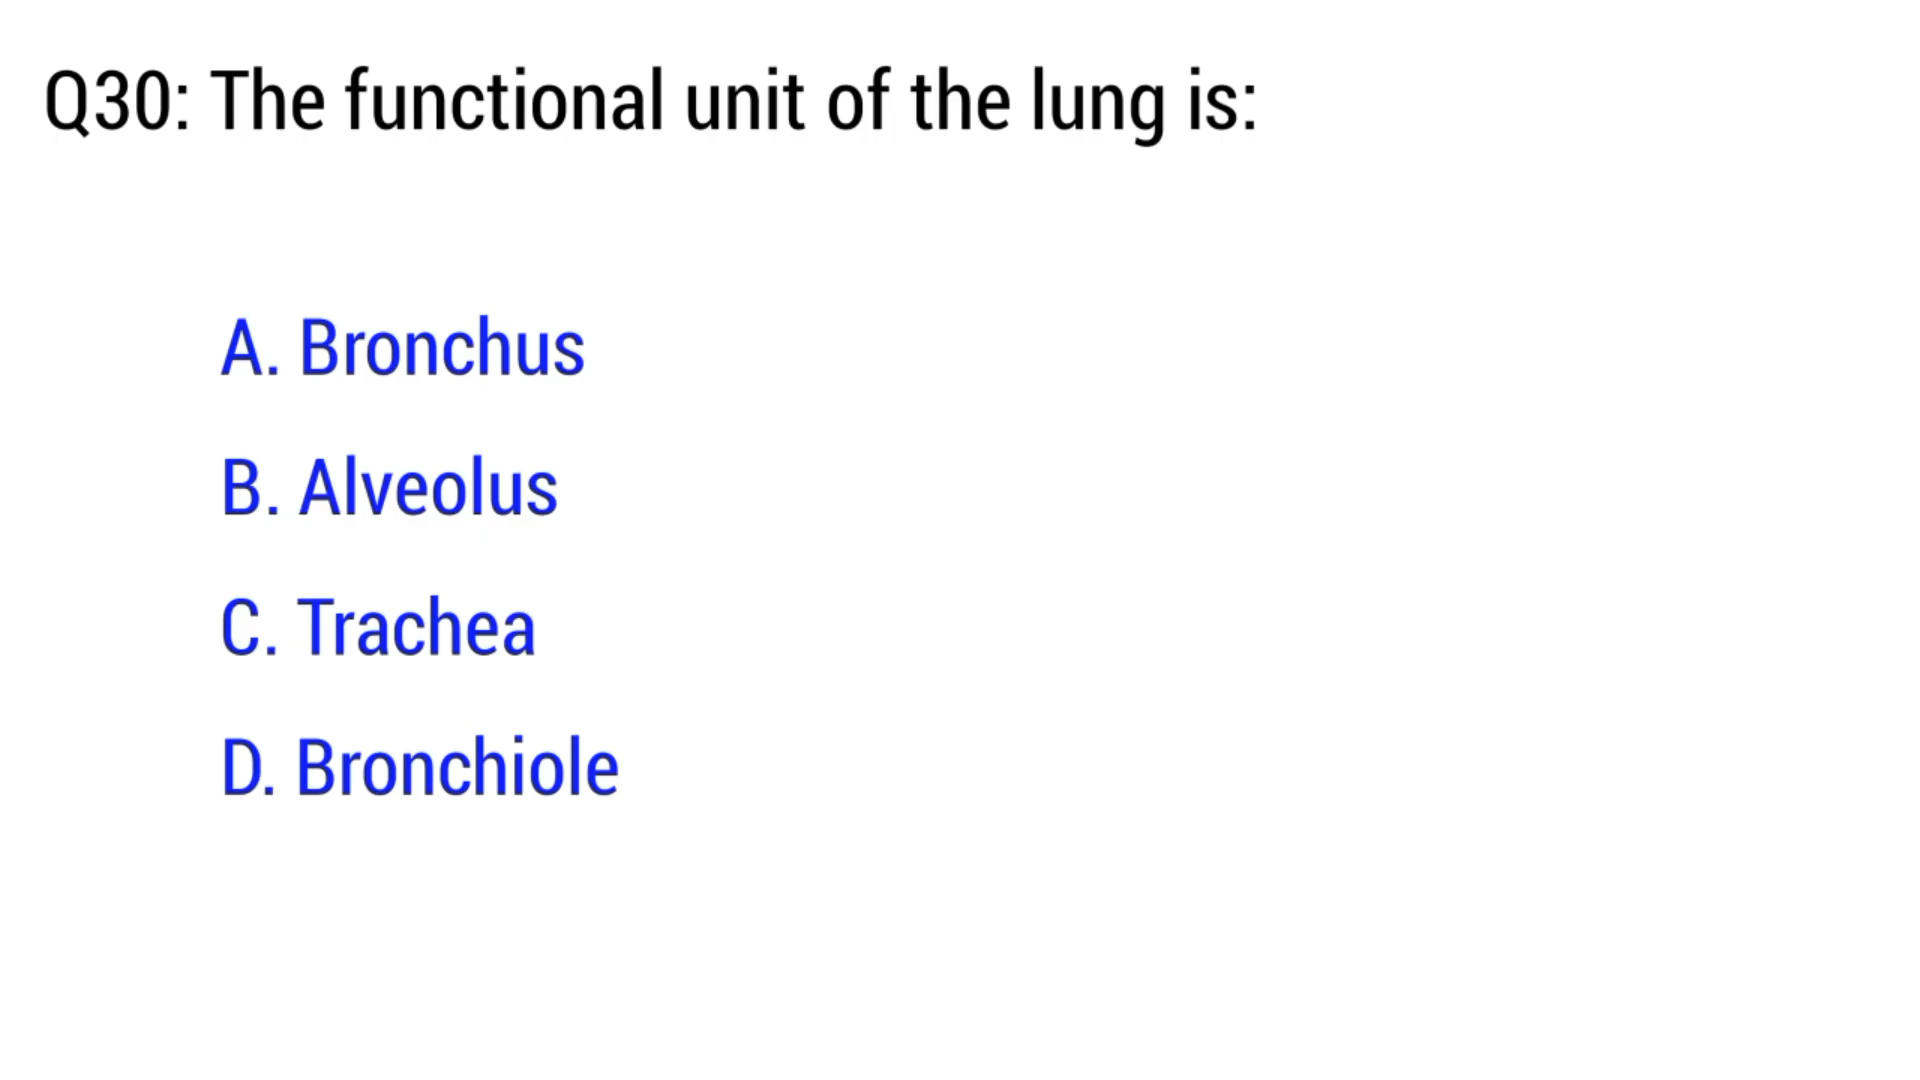 Q30: The functional unit of the lung is:
A. Bronchus
B. Alveolus
C. Trachea
D. Bronchiole